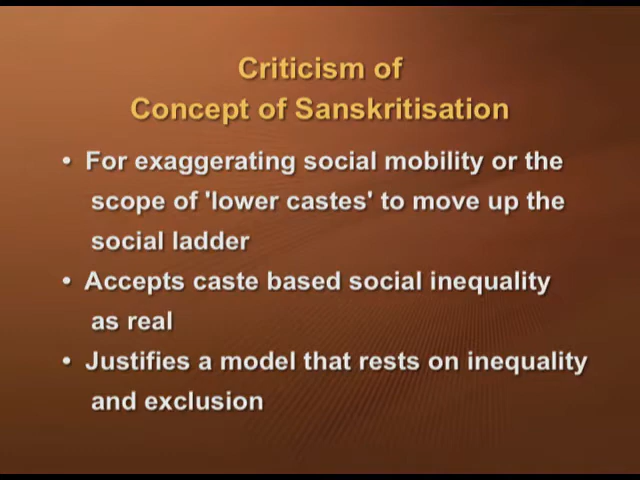 Criticism of
Concept of Sanskritisation
• For exaggerating social mobility or the
scope of 'lower castes' to move up the
social ladder
• Accepts caste based social inequality
as real
• Justifies a model that rests on inequality
and exclusion